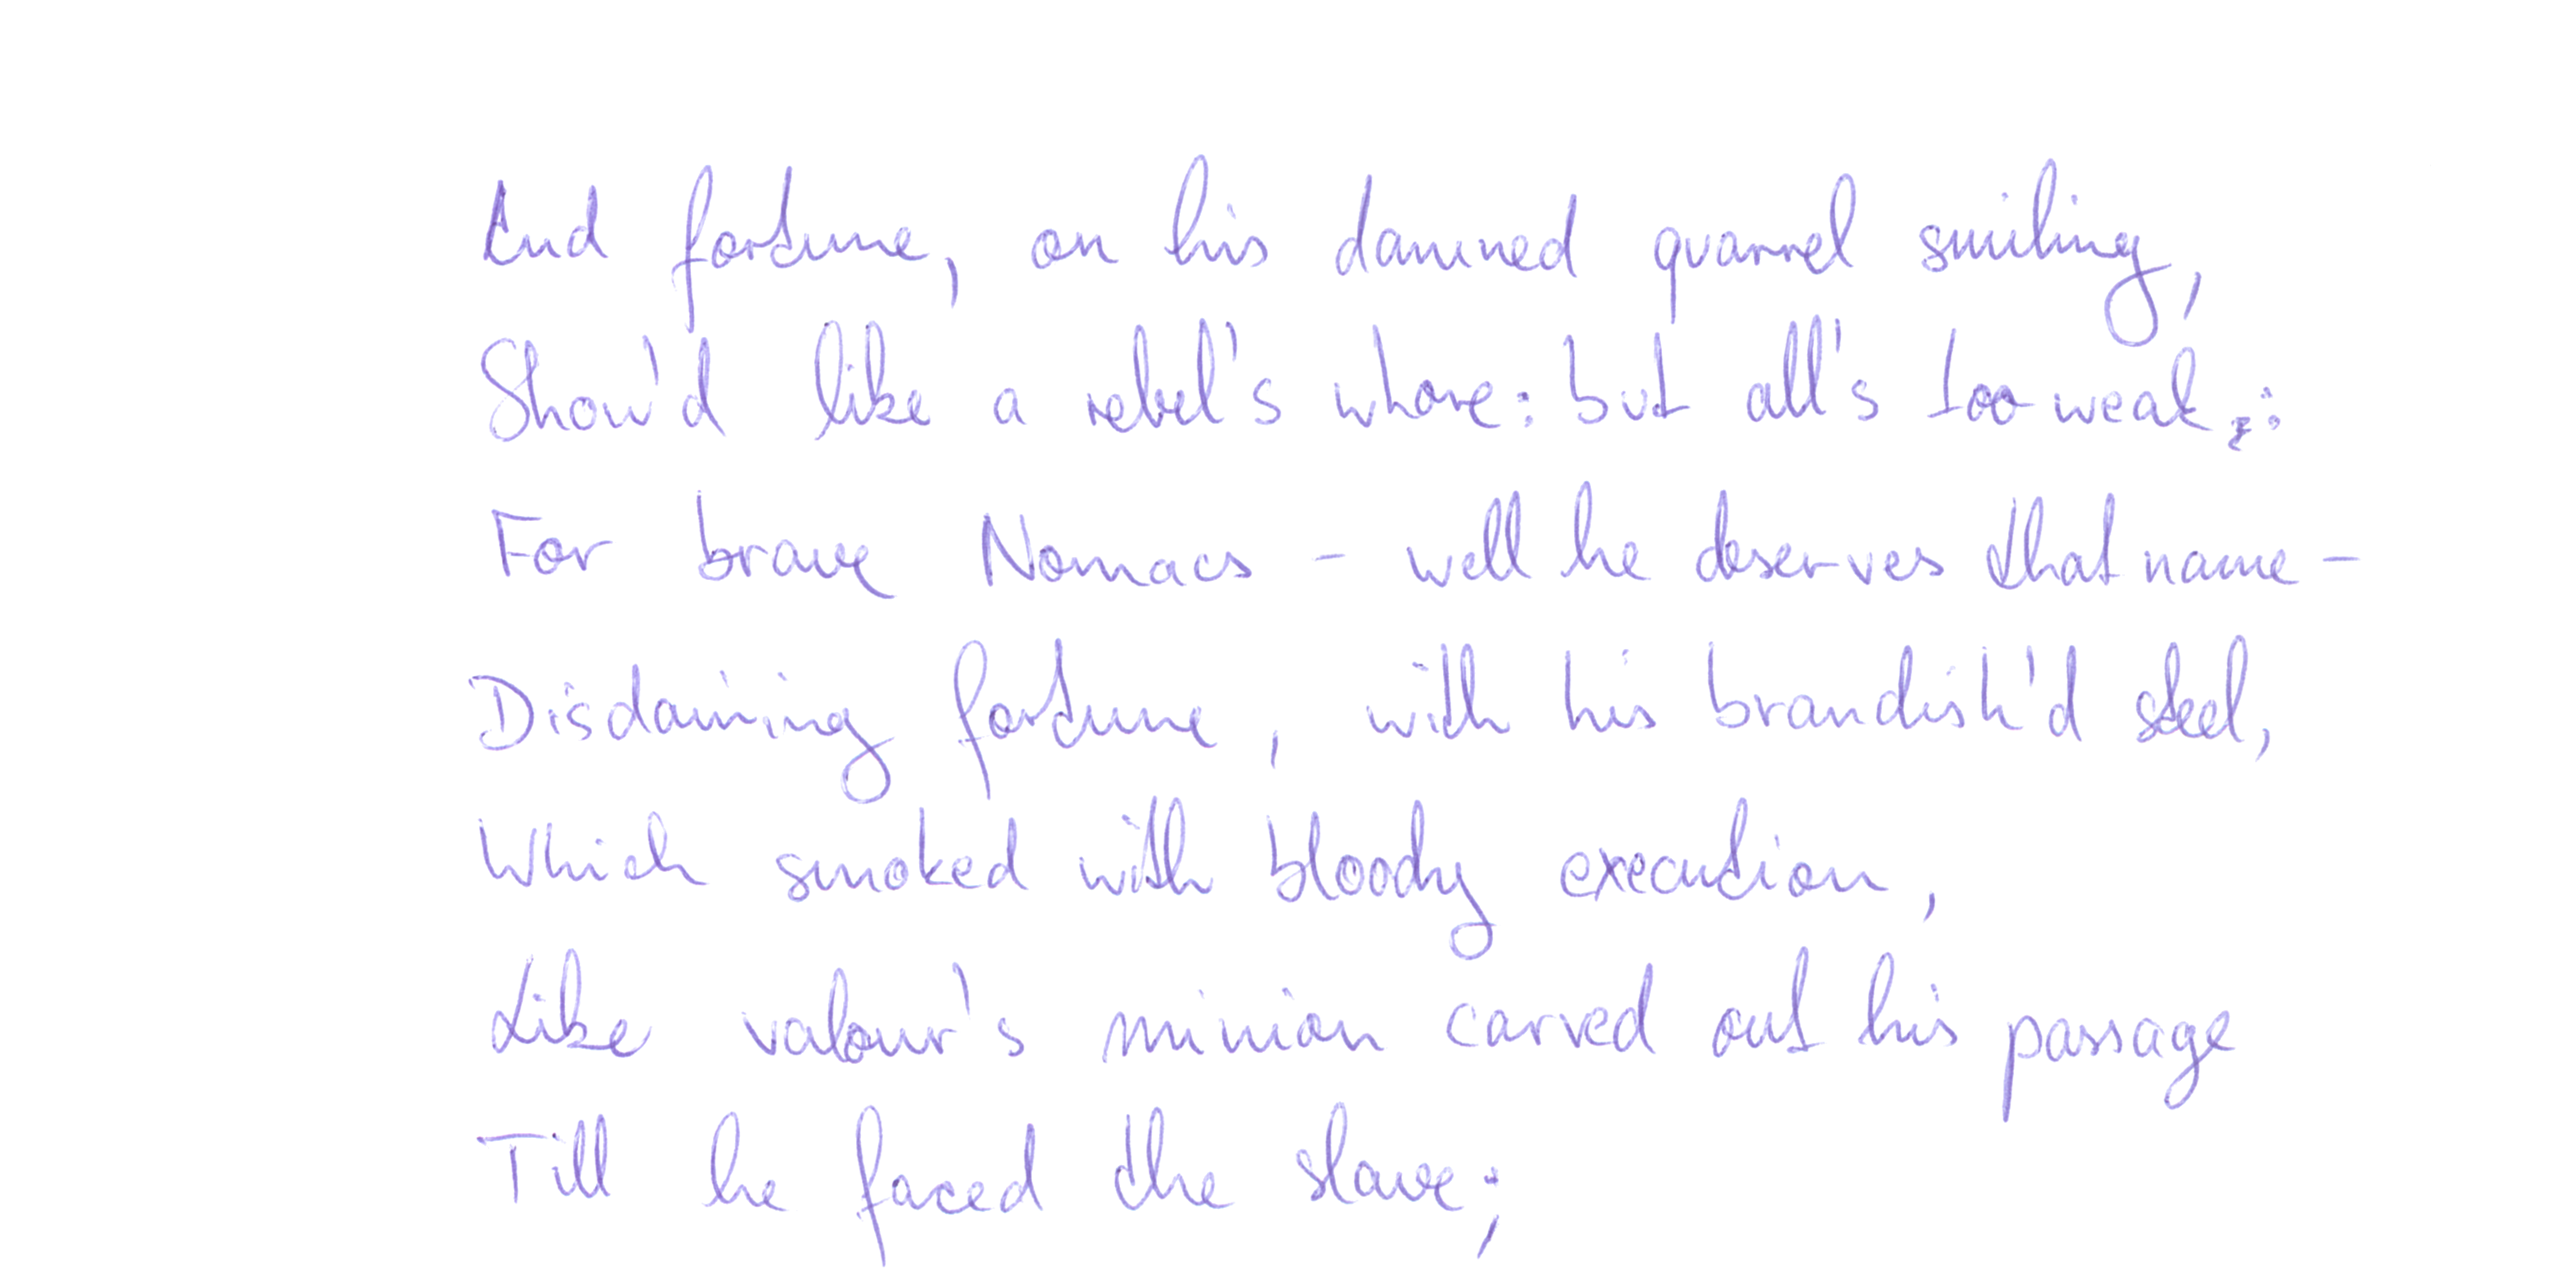 And fortune, on his damned quarrel smiling,
Show'd like a rebel's whore: but all's too weak:
For brave Nomacs - well he deserves that name -
Disdaining fortune, with his brandish'd steel,
Which smoked with bloody execution,
Like valour's minion carved out his passage
Till he faced the slave;